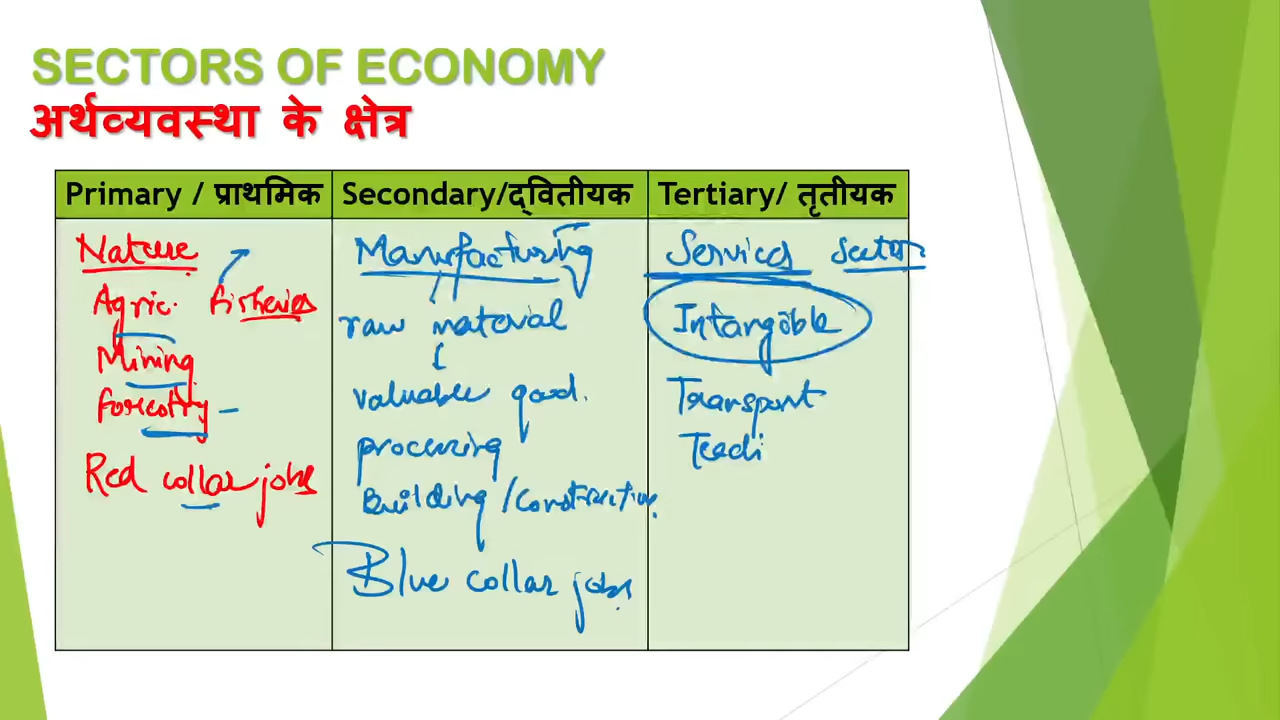 SECTORS OF ECONOMY
अर्थव्यवस्था के क्षेत्र
Primary / प्राथमिक
Nature
Agric. fisheries
Mining
forestry
Red collar jobs
Secondary/द्वितीयक
Manufacturing
raw material
valuable good.
processing
Building /Construction
Blue collar jobs
Tertiary/ तृतीयक
Services Sector
Intangible
Transport
Teadi